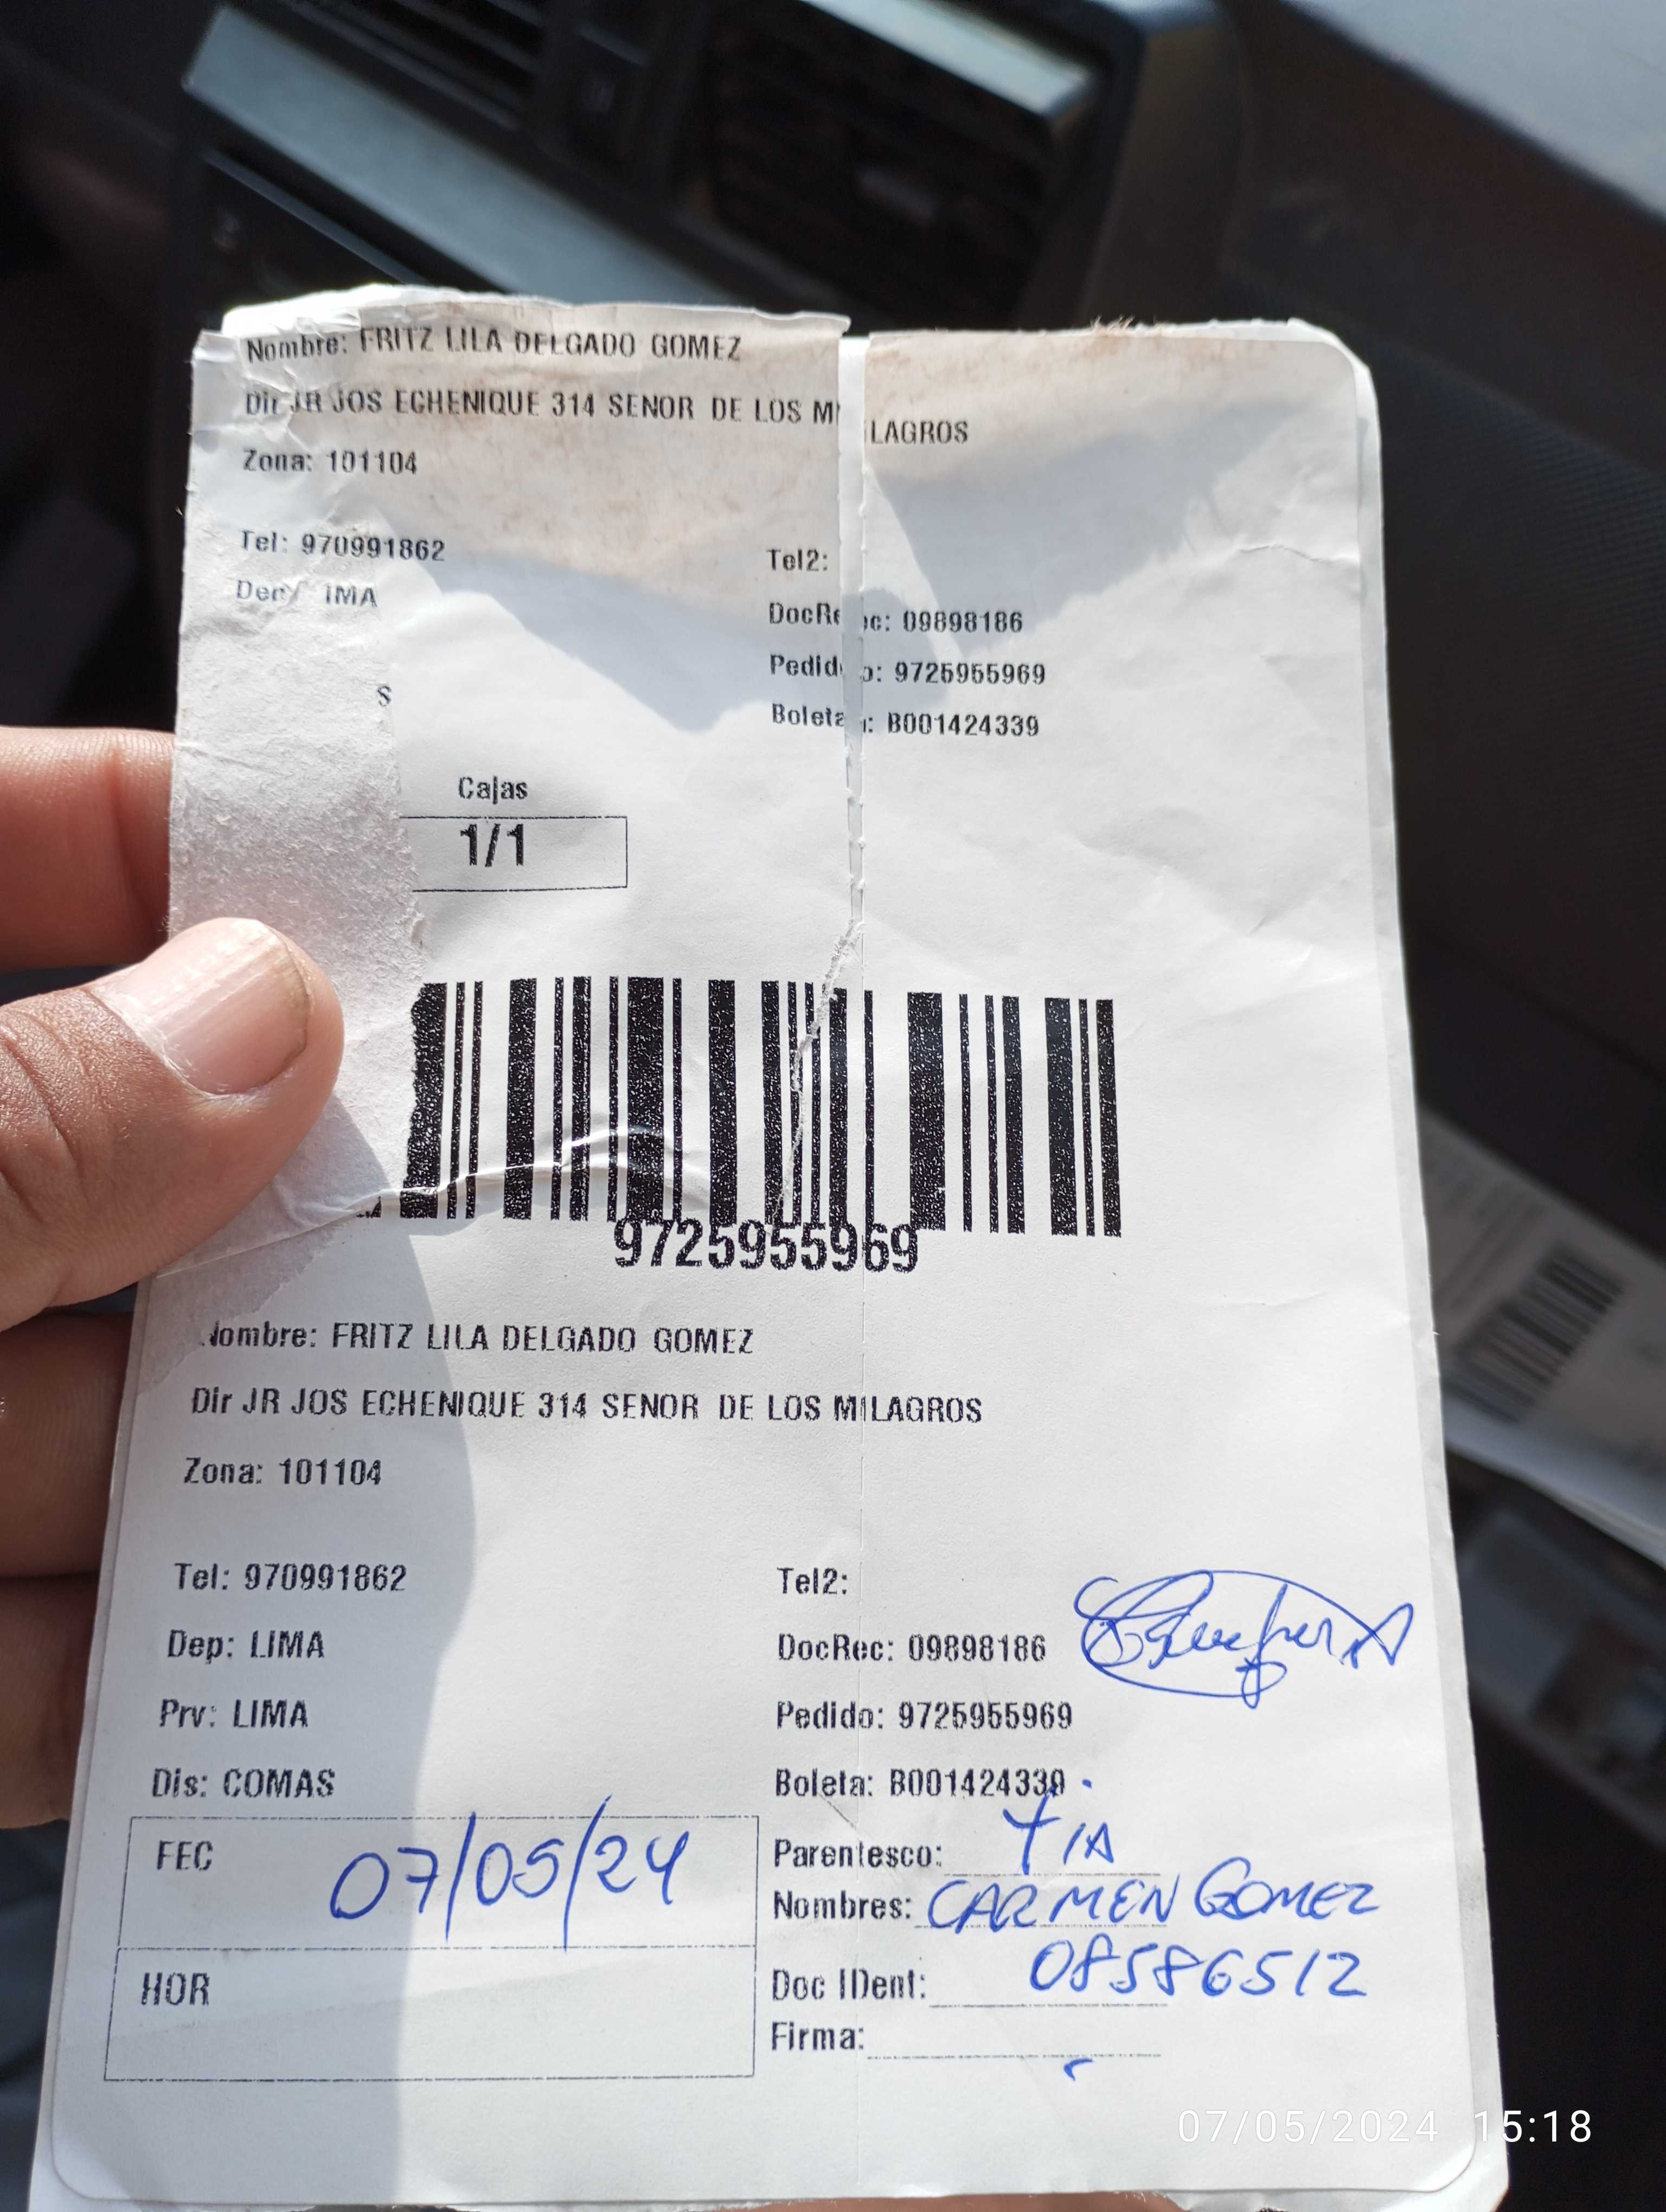 Nombre: FRITZ LILA DELGADO GOMEZ
Dir JR JOS ECHENIQUE 314 SENOR DE LOS MILAGROS
Zona: 101104
Tel: 970991862 Tel2:
IMA DocRec: 09898186
Pedido: 9725955969
S Boleta: B001424339
Cajas
1/1
9725955969
Nombre: FRITZ LILA DELGADO GOMEZ
Dir JR JOS ECHENIQUE 314 SENOR DE LOS MILAGROS
Zona: 101104
Tel: 970991862 Tel2:
Dep: LIMA DocRec: 09898186
Prv: LIMA Pedido: 9725955969
Dis: COMAS Boleta: B001424339
FEC 07/05/24 Parentesco: TIA
Nombres: CARMEN GOMEZ
HOR Doc IDent: 08586512
Firma:
07/05/2024 15:18